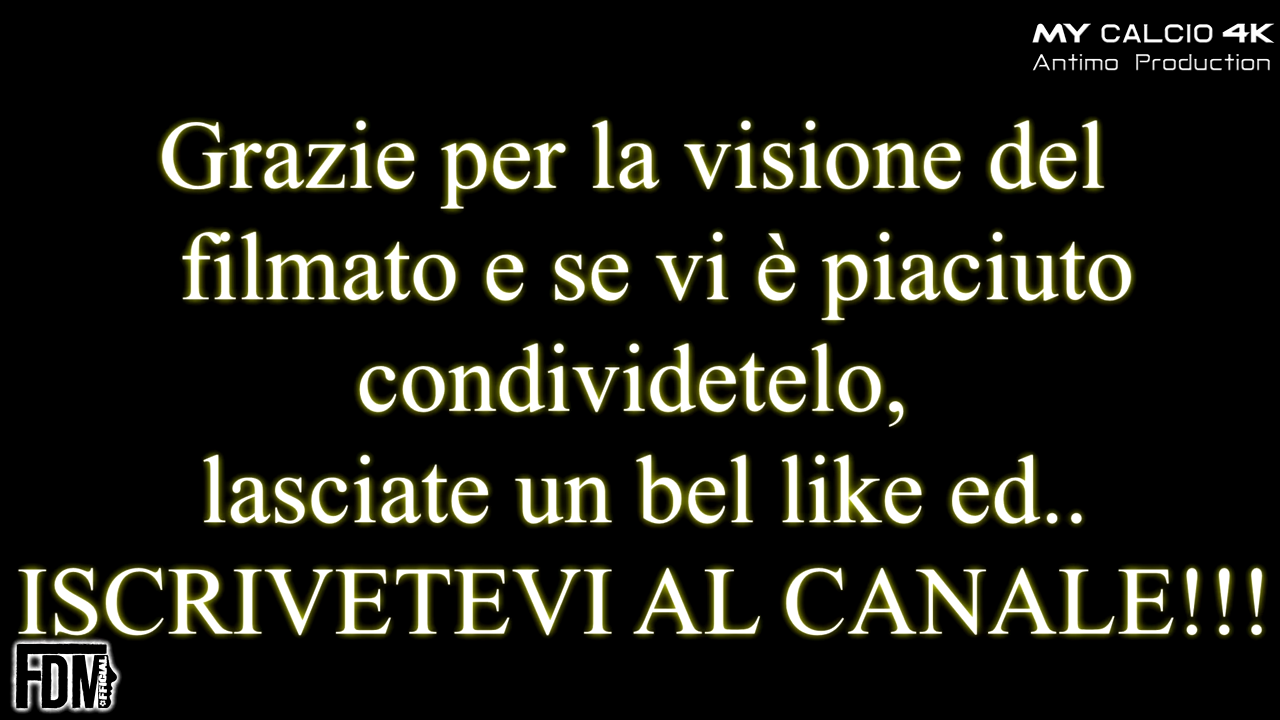 MY CALCIO 4K
Antimo Production
Grazie per la visione del
filmato e se vi è piaciuto
condividetelo,
lasciate un bel like ed..
ISCRIVETEVI AL CANALE!!!
FDM
OFFICIAL